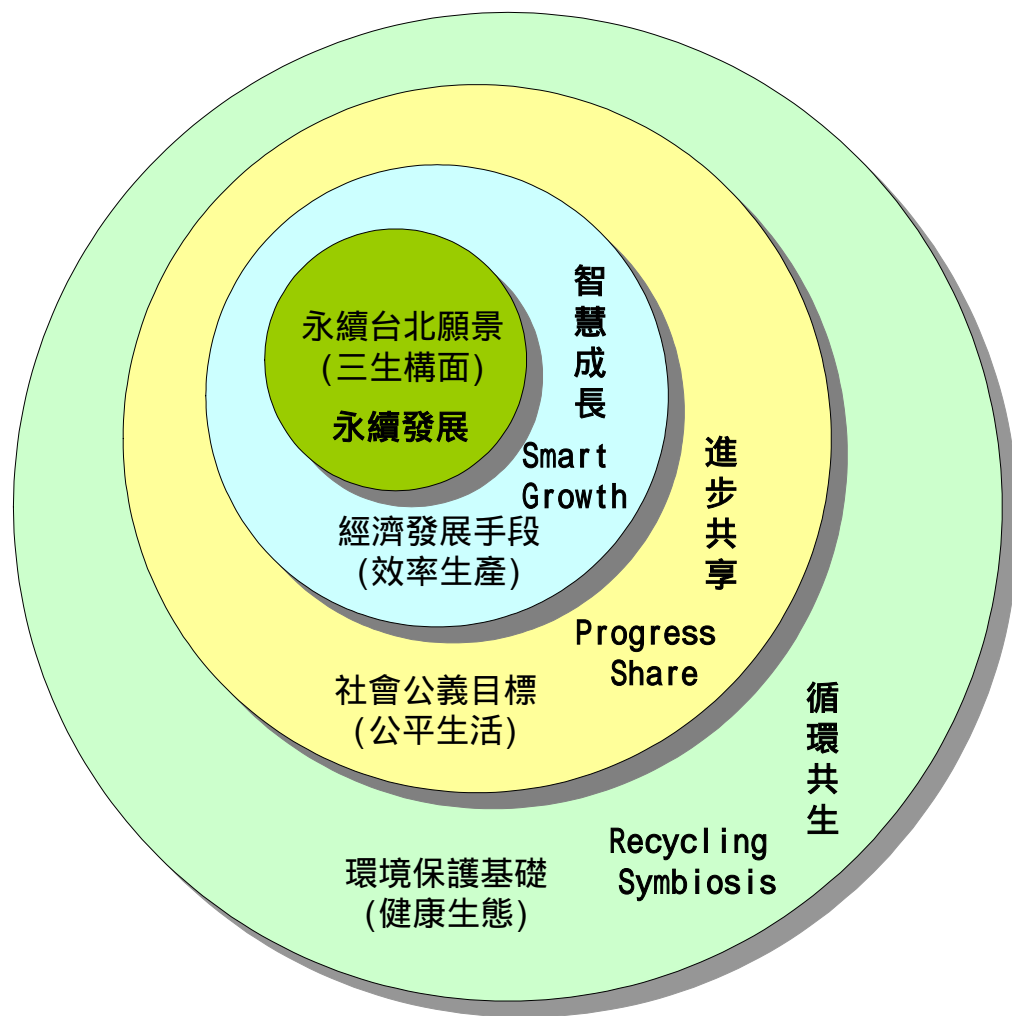 永續台北願景
(三生構面)
永續發展
智慧成長
Smart
Growth
經濟發展手段
(效率生產)
進步共享
Progress
Share
社會公義目標
(公平生活)
循環共生
Recycling
Symbiosis
環境保護基礎
(健康生態)